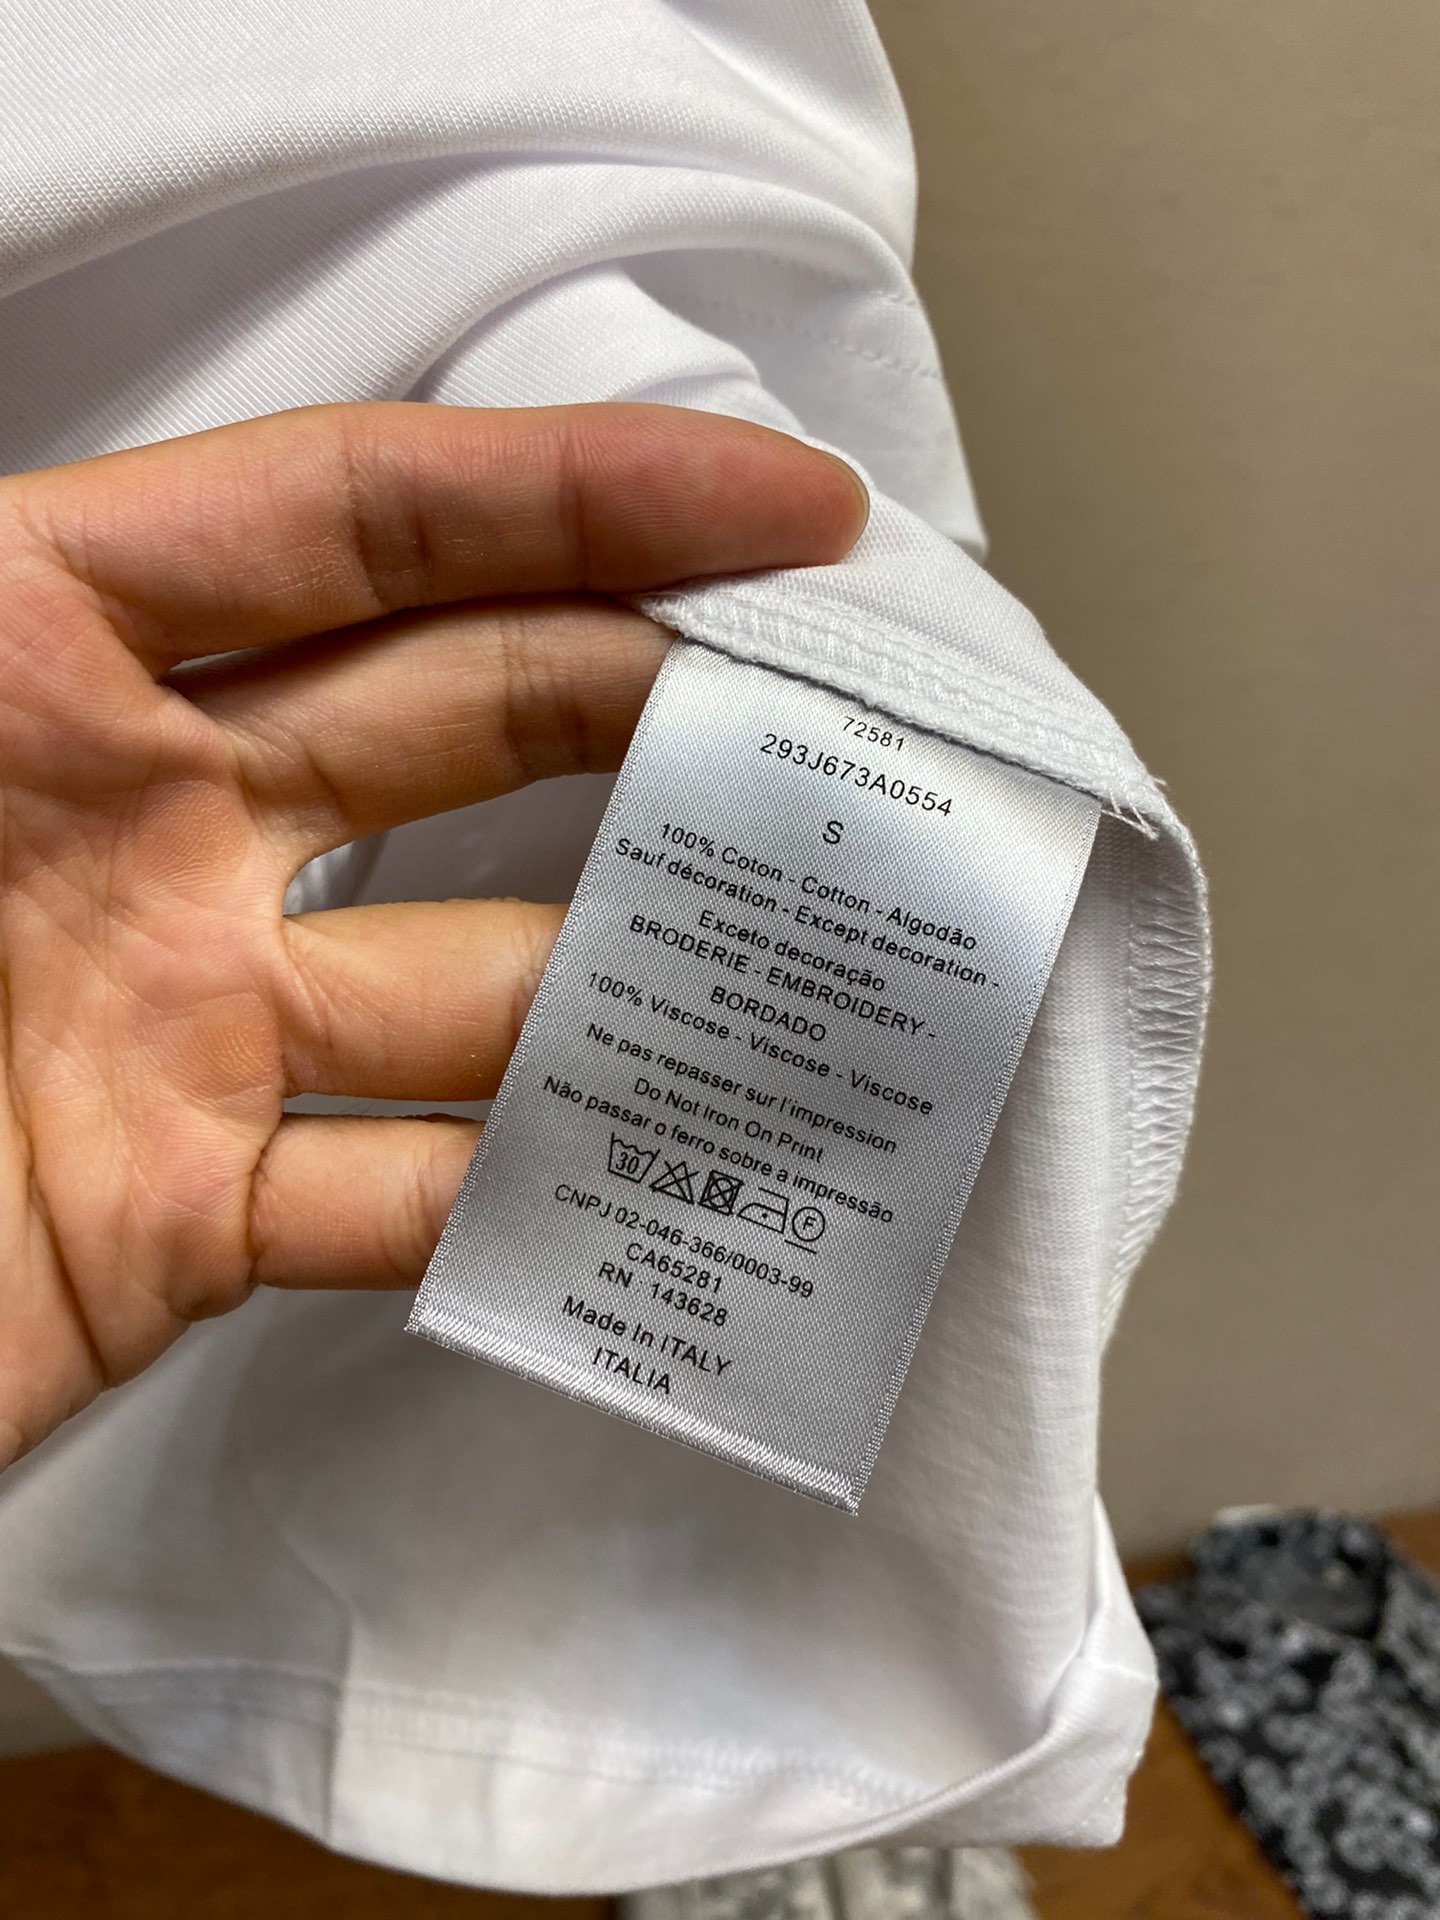 72581
293J673A0554
S
100% Coton - Cotton - Algodão
Sauf décoration - Except decoration -
Exceto decoração
BRODERIE - EMBROIDERY -
BORDADO
100% Viscose - Viscose - Viscose
Ne pas repasser sur l'impression
Do Not Iron On Print
Não passar o ferro sobre a impressão
30 F
CNPJ 02-046-366/0003-99
CA65281
RN 143628
Made In ITALY
ITALIA